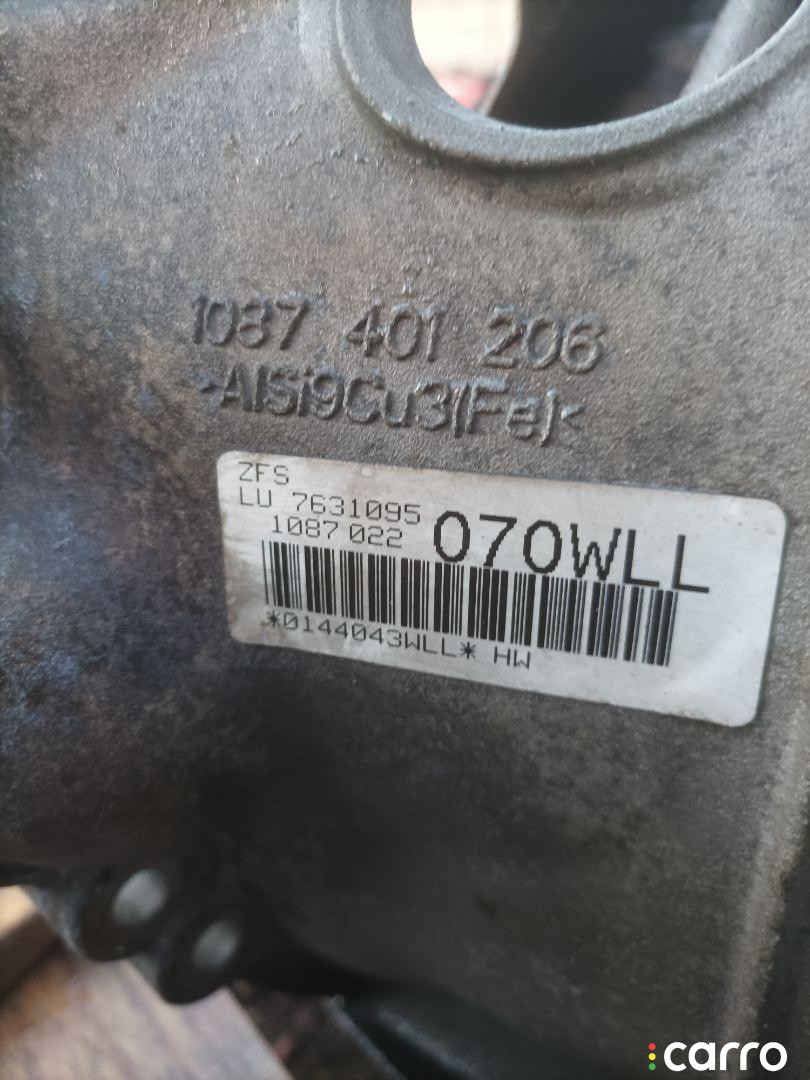 1087 401 206
>AlSi9Cu3(Fe)<
ZFS
LU 7631095
1087 022 070WLL
*0144043WLL* HW
carro